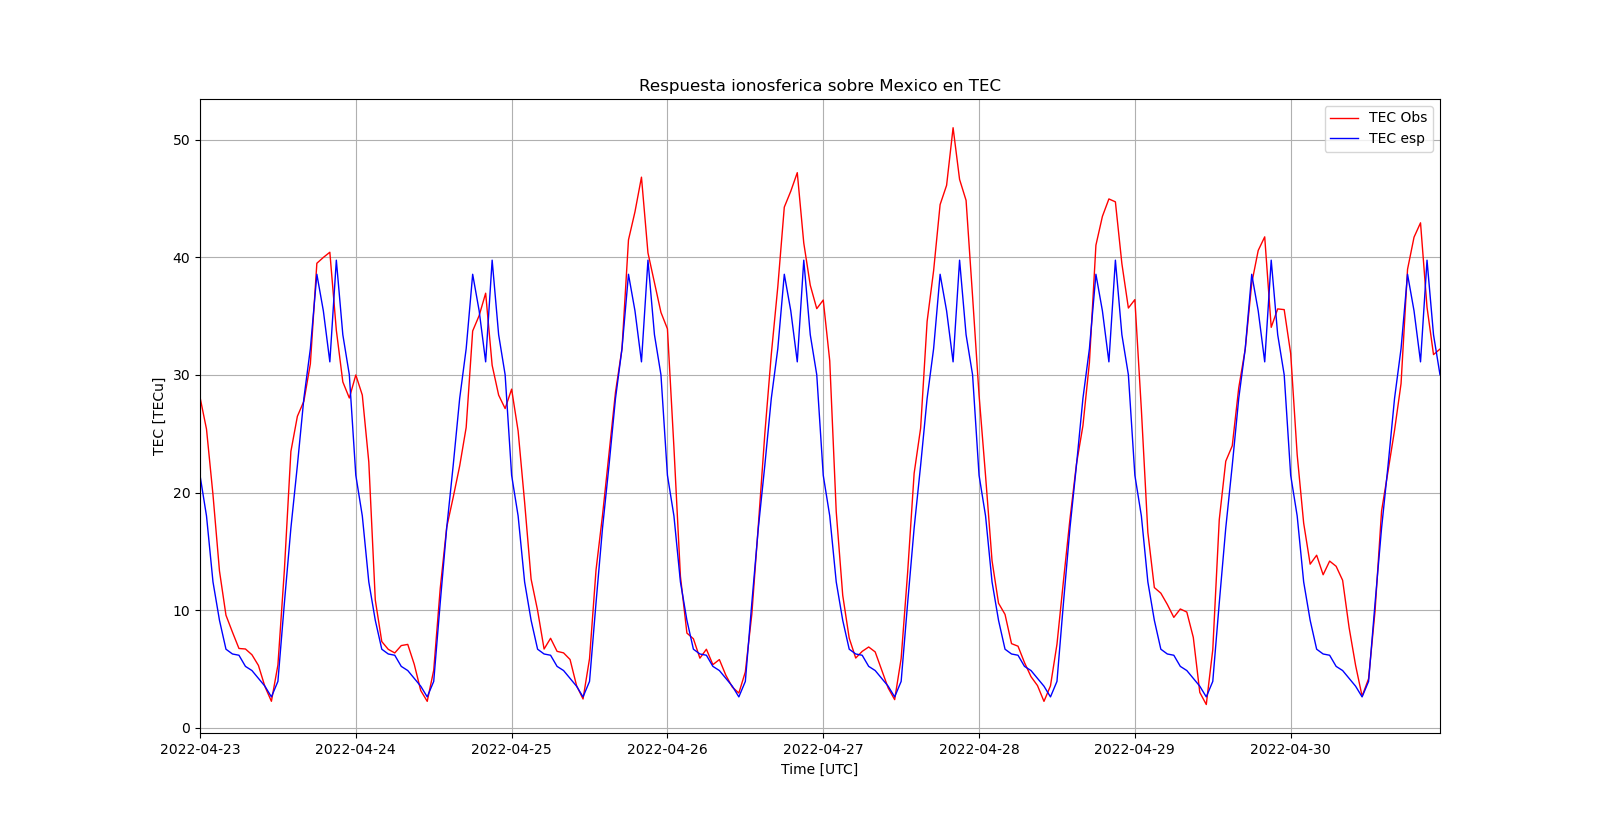 Respuesta ionosferica sobre Mexico en TEC
TEC Obs
TEC esp
50
40
30
20
10
0
TEC [TECu]
2022-04-23
2022-04-24
2022-04-25
2022-04-26
2022-04-27
2022-04-28
2022-04-29
2022-04-30
Time [UTC]